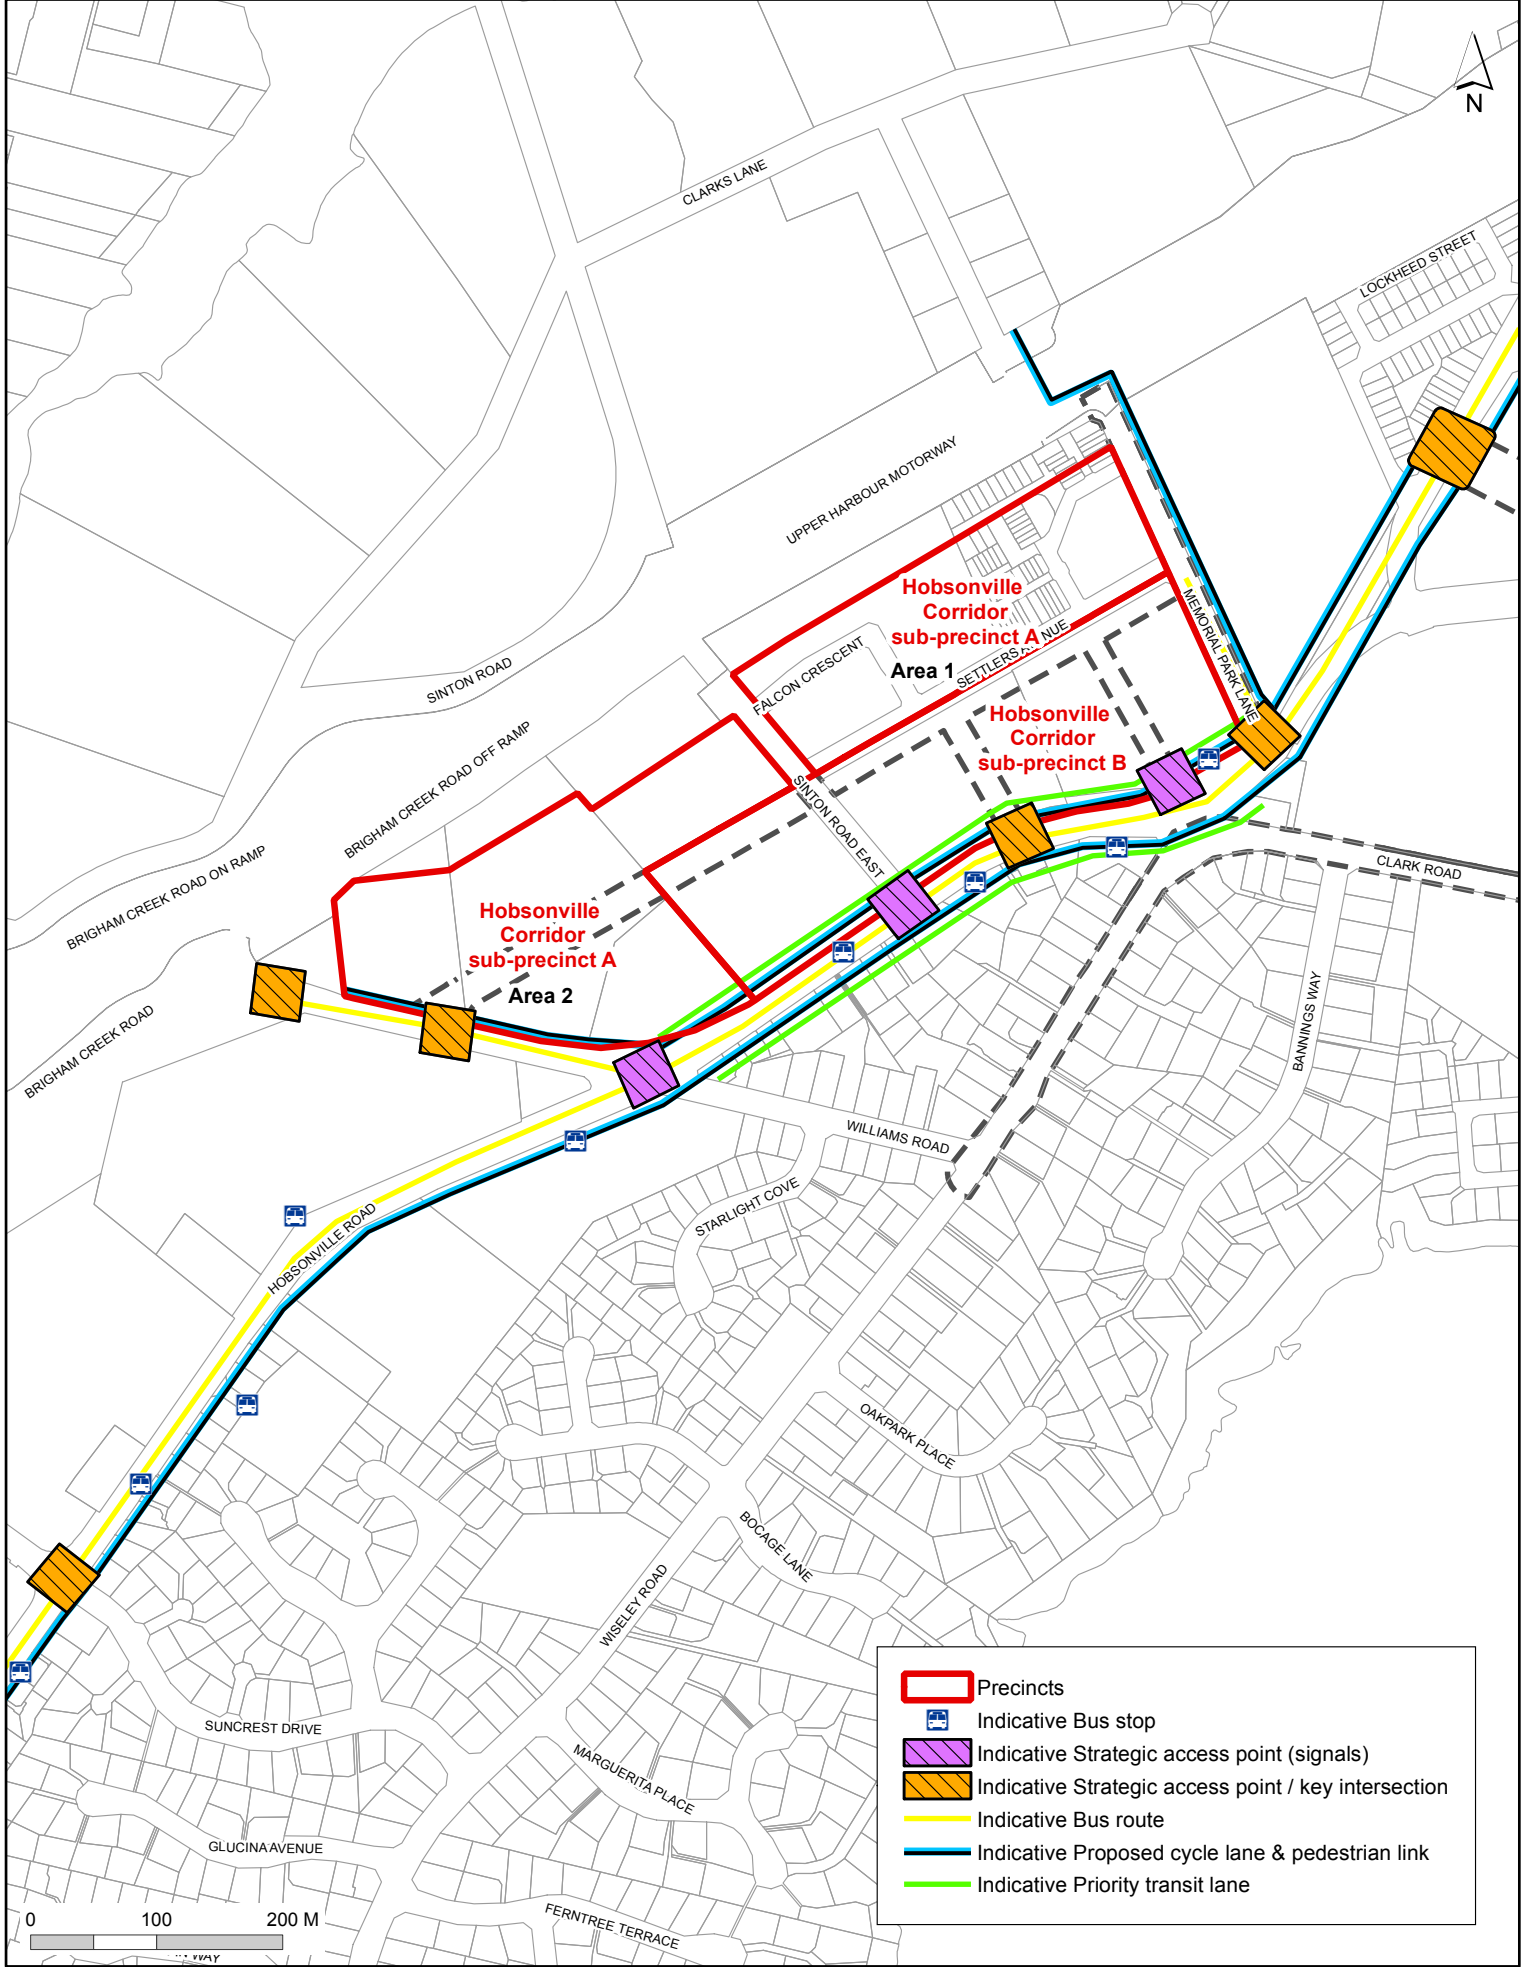 N
CLARKS LANE
LOCKHEED STREET
UPPER HARBOUR MOTORWAY
Hobsonville
Corridor
sub-precinct A
Area 1
MEMORIAL PARK LANE
SETTLERS AVENUE
FALCON CRESCENT
SINTON ROAD
Hobsonville
Corridor
sub-precinct B
BRIGHAM CREEK ROAD OFF RAMP
SINTON ROAD EAST
BRIGHAM CREEK ROAD ON RAMP
CLARK ROAD
Hobsonville
Corridor
sub-precinct A
Area 2
BRIGHAM CREEK ROAD
BANNINGS WAY
WILLIAMS ROAD
STARLIGHT COVE
HOBSONVILLE ROAD
OAKPARK PLACE
BOCAGE LANE
WISELEY ROAD
SUNCREST DRIVE
MARGUERITA PLACE
GLUCINA AVENUE
FERNTREE TERRACE
WAY
Precincts
Indicative Bus stop
Indicative Strategic access point (signals)
Indicative Strategic access point / key intersection
Indicative Bus route
Indicative Proposed cycle lane & pedestrian link
Indicative Priority transit lane
0 100 200 M